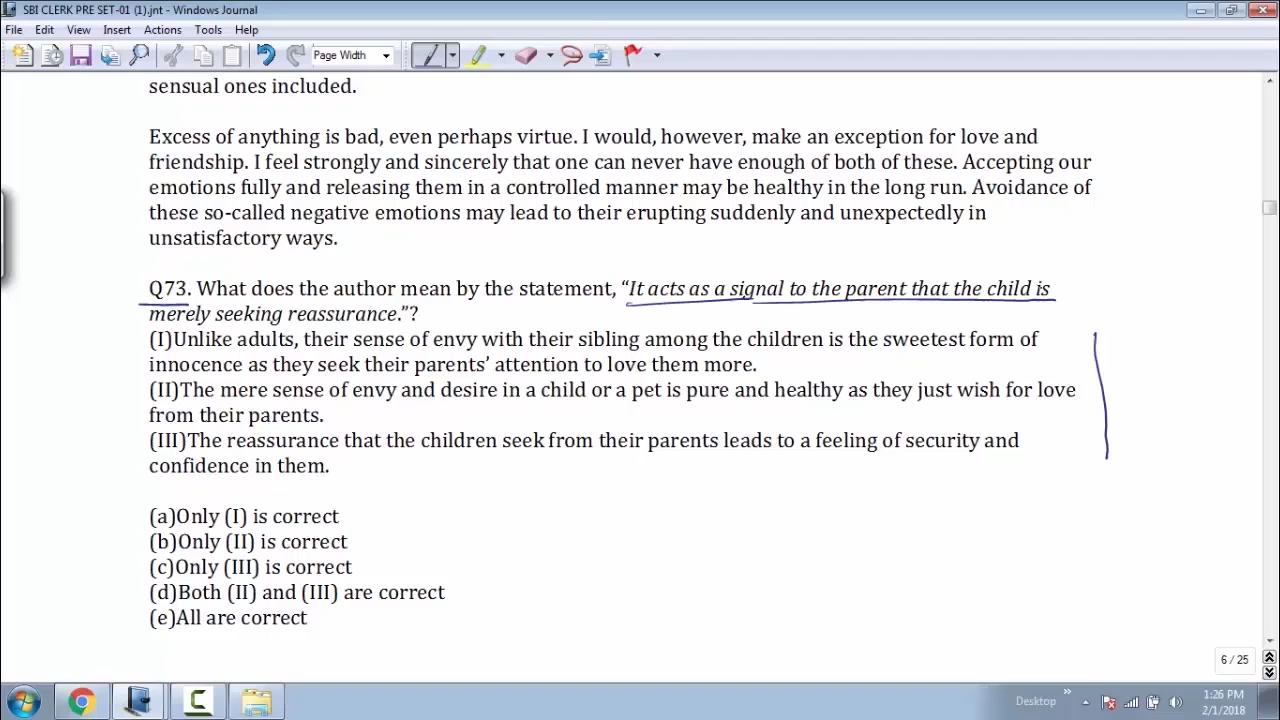 SBI CLERK PRE SET-01 (1).jnt - Windows Journal
File Edit View Insert Actions Tools Help
Page Width
sensual ones included.
Excess of anything is bad, even perhaps virtue. I would, however, make an exception for love and
friendship. I feel strongly and sincerely that one can never have enough of both of these. Accepting our
emotions fully and releasing them in a controlled manner may be healthy in the long run. Avoidance of
these so-called negative emotions may lead to their erupting suddenly and unexpectedly in
unsatisfactory ways.
Q73. What does the author mean by the statement, “It acts as a signal to the parent that the child is
merely seeking reassurance.”?
(I)Unlike adults, their sense of envy with their sibling among the children is the sweetest form of
innocence as they seek their parents’ attention to love them more.
(II)The mere sense of envy and desire in a child or a pet is pure and healthy as they just wish for love
from their parents.
(III)The reassurance that the children seek from their parents leads to a feeling of security and
confidence in them.
(a)Only (I) is correct
(b)Only (II) is correct
(c)Only (III) is correct
(d)Both (II) and (III) are correct
(e)All are correct
6 / 25
Desktop
1:26 PM
2/1/2018